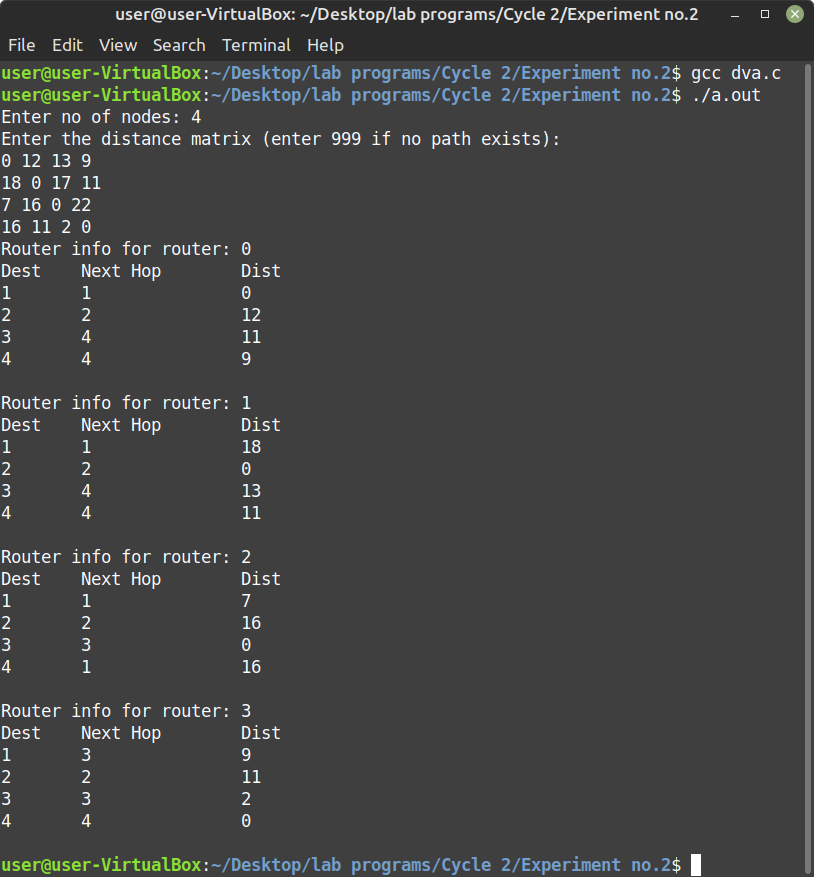 user@user-VirtualBox: ~/Desktop/lab programs/Cycle 2/Experiment no.2
File Edit View Search Terminal Help
user@user-VirtualBox:~/Desktop/lab programs/Cycle 2/Experiment no.2$ gcc dva.c
user@user-VirtualBox:~/Desktop/lab programs/Cycle 2/Experiment no.2$ ./a.out
Enter no of nodes: 4
Enter the distance matrix (enter 999 if no path exists):
0 12 13 9
18 0 17 11
7 16 0 22
16 11 2 0
Router info for router: 0
Dest    Next Hop        Dist
1       1               0
2       2               12
3       4               11
4       4               9

Router info for router: 1
Dest    Next Hop        Dist
1       1               18
2       2               0
3       4               13
4       4               11

Router info for router: 2
Dest    Next Hop        Dist
1       1               7
2       2               16
3       3               0
4       1               16

Router info for router: 3
Dest    Next Hop        Dist
1       3               9
2       2               11
3       3               2
4       4               0

user@user-VirtualBox:~/Desktop/lab programs/Cycle 2/Experiment no.2$